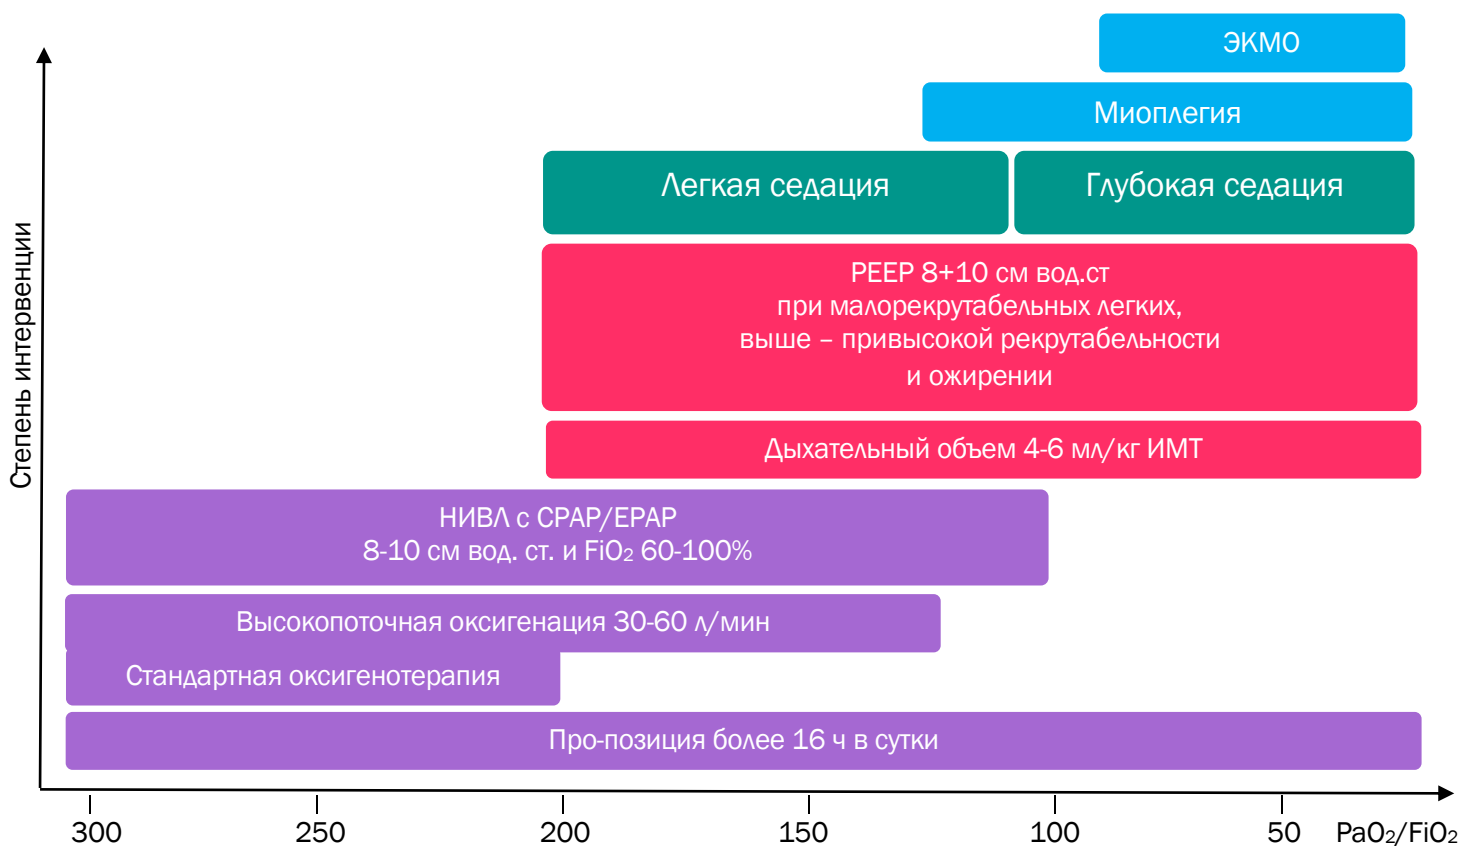 ЭКМО
Миоплегия
Легкая седация
Глубокая седация
PEEP 8+10 см вод.ст
при малорекрутабельных легких,
выше – привысокой рекрутабельности
и ожирении
Дыхательный объем 4-6 мл/кг ИМТ
НИВЛ с CPAP/EPAP
8-10 см вод. ст. и FiO2 60-100%
Высокопоточная оксигенация 30-60 л/мин
Стандартная оксигенотерапия
Про-позиция более 16 ч в сутки
Степень интервенции
300 250 200 150 100 50 PaO2/FiO2